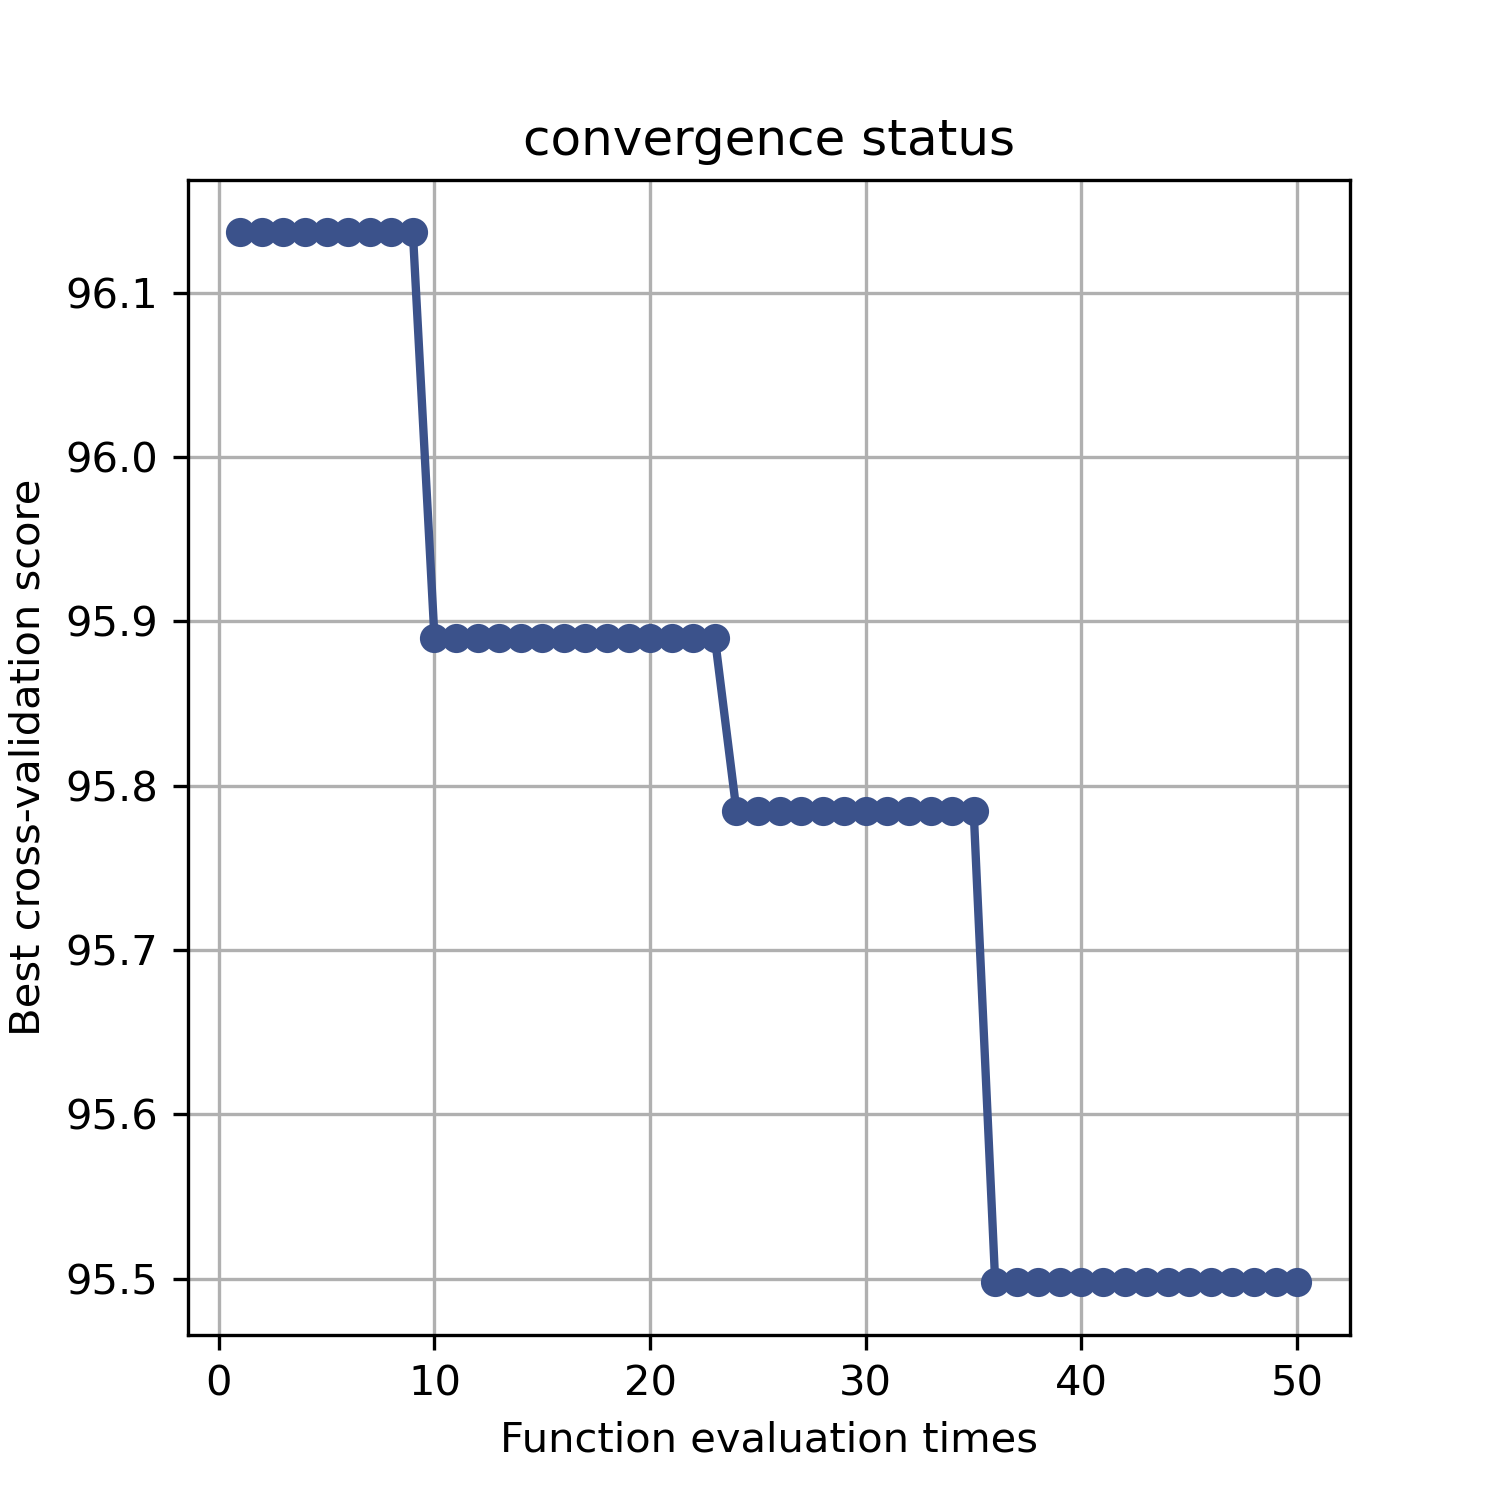 convergence status
Best cross-validation score
96.1
96.0
95.9
95.8
95.7
95.6
95.5
0 10 20 30 40 50
Function evaluation times